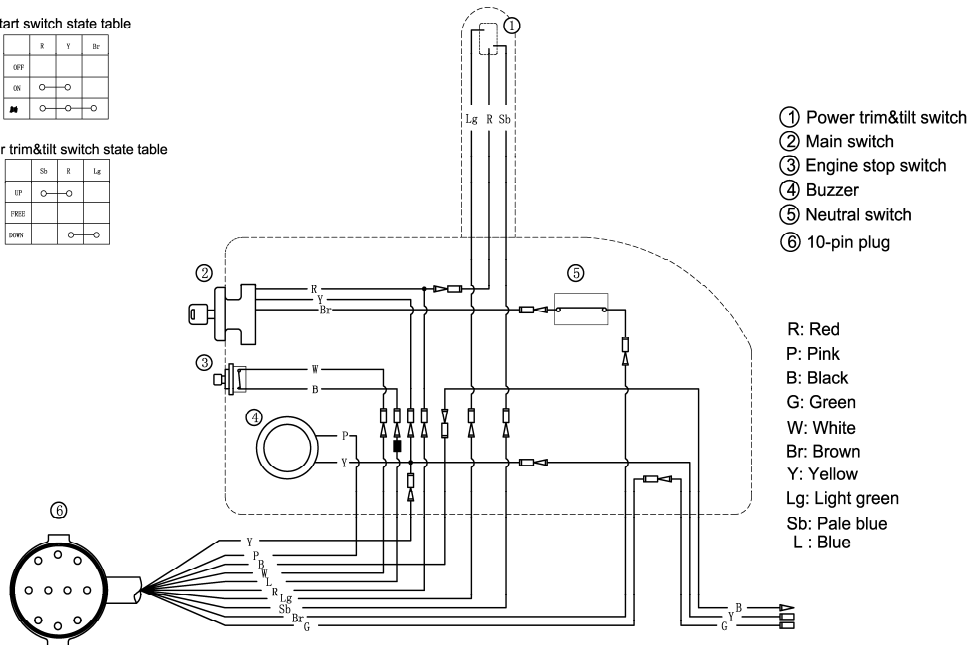 tart switch state table
R Y Br
OFF
ON
r trim&tilt switch state table
Sb R Lg
UP
FREE
DOWN
①
Lg R Sb
① Power trim&tilt switch
② Main switch
③ Engine stop switch
④ Buzzer
⑤ Neutral switch
⑥ 10-pin plug
②
⑤
R
Y
Br
③
W
B
④
P
Y
R: Red
P: Pink
B: Black
G: Green
W: White
Br: Brown
Y: Yellow
Lg: Light green
Sb: Pale blue
L : Blue
⑥
Y
P
B
W
L
R
Lg
Sb
Br
G
B
Y
G